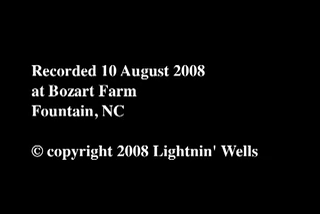 Recorded 10 August 2008
at Bozart Farm
Fountain, NC
© copyright 2008 Lightnin' Wells